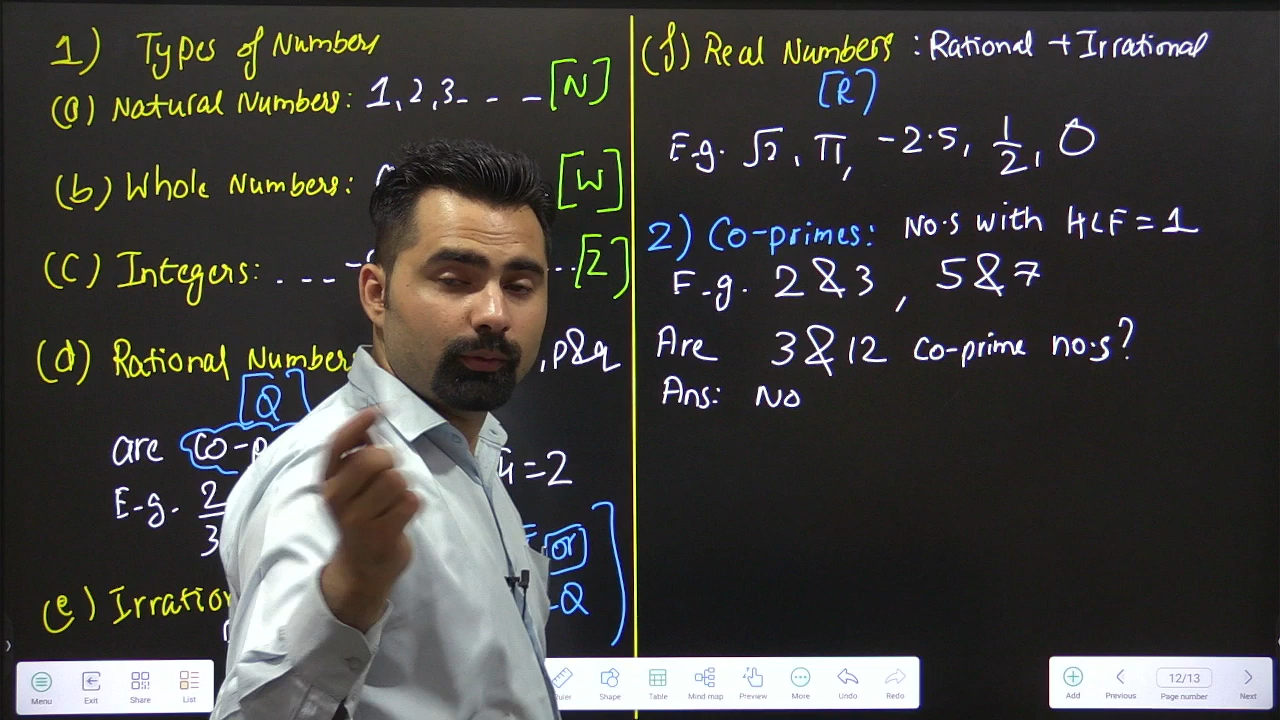 1) Types of Numbers
(a) Natural Numbers: 1, 2, 3- - - [N]
(b) Whole Numbers: [W]
(c) Integers: . - - - .. [Z]
(d) Rational Numbers , p&q
[Q]
are co-p
E.g. 2/3 = 2
or
(e) Irration Q
(f) Real Numbers : Rational + Irrational
[R]
E.g. √2, π, -2.5, 1/2, 0
2) Co-primes: No.s with HCF = 1
E.g. 2 & 3, 5 & 7
Are 3 & 12 co-prime no.s?
Ans: No
Menu Exit Share List Shape Table Mind map Preview More Undo Redo Add Previous 12/13 Page number Next